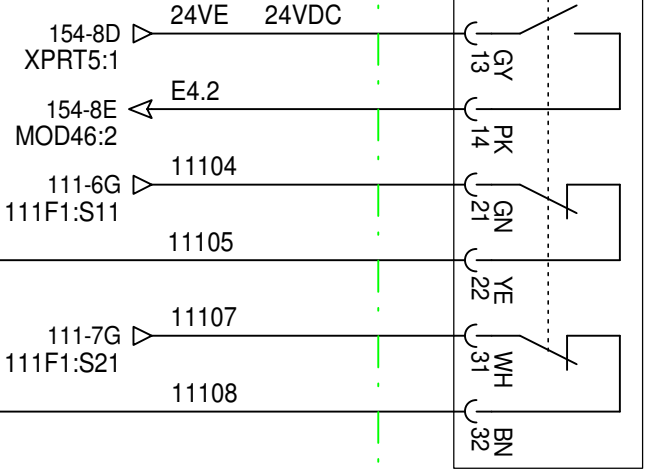 24VE 24VDC
154-8D
XPRT5:1
13 GY
E4.2
154-8E
MOD46:2
14 PK
11104
111-6G
111F1:S11
21 GN
11105
22 YE
11107
111-7G
111F1:S21
31 WH
11108
32 BN